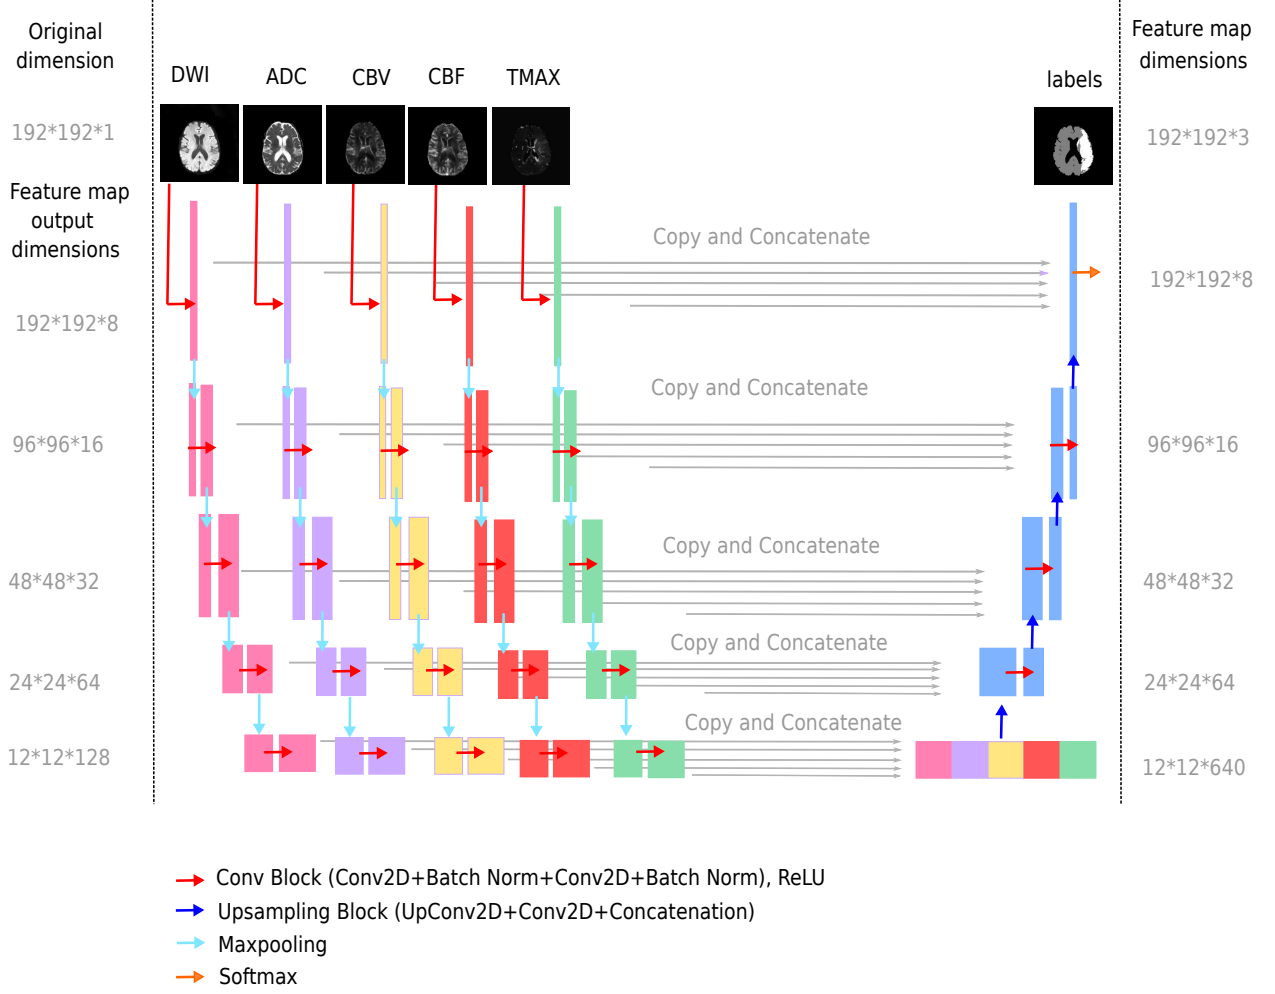 Original
dimension
192*192*1
Feature map
output
dimensions
192*192*8
96*96*16
48*48*32
24*24*64
12*12*128
DWI
ADC
CBV
CBF
TMAX
labels
Copy and Concatenate
Copy and Concatenate
Copy and Concatenate
Copy and Concatenate
Copy and Concatenate
Feature map
dimensions
192*192*3
192*192*8
96*96*16
48*48*32
24*24*64
12*12*640
Conv Block (Conv2D+Batch Norm+Conv2D+Batch Norm), ReLU
Upsampling Block (UpConv2D+Conv2D+Concatenation)
Maxpooling
Softmax